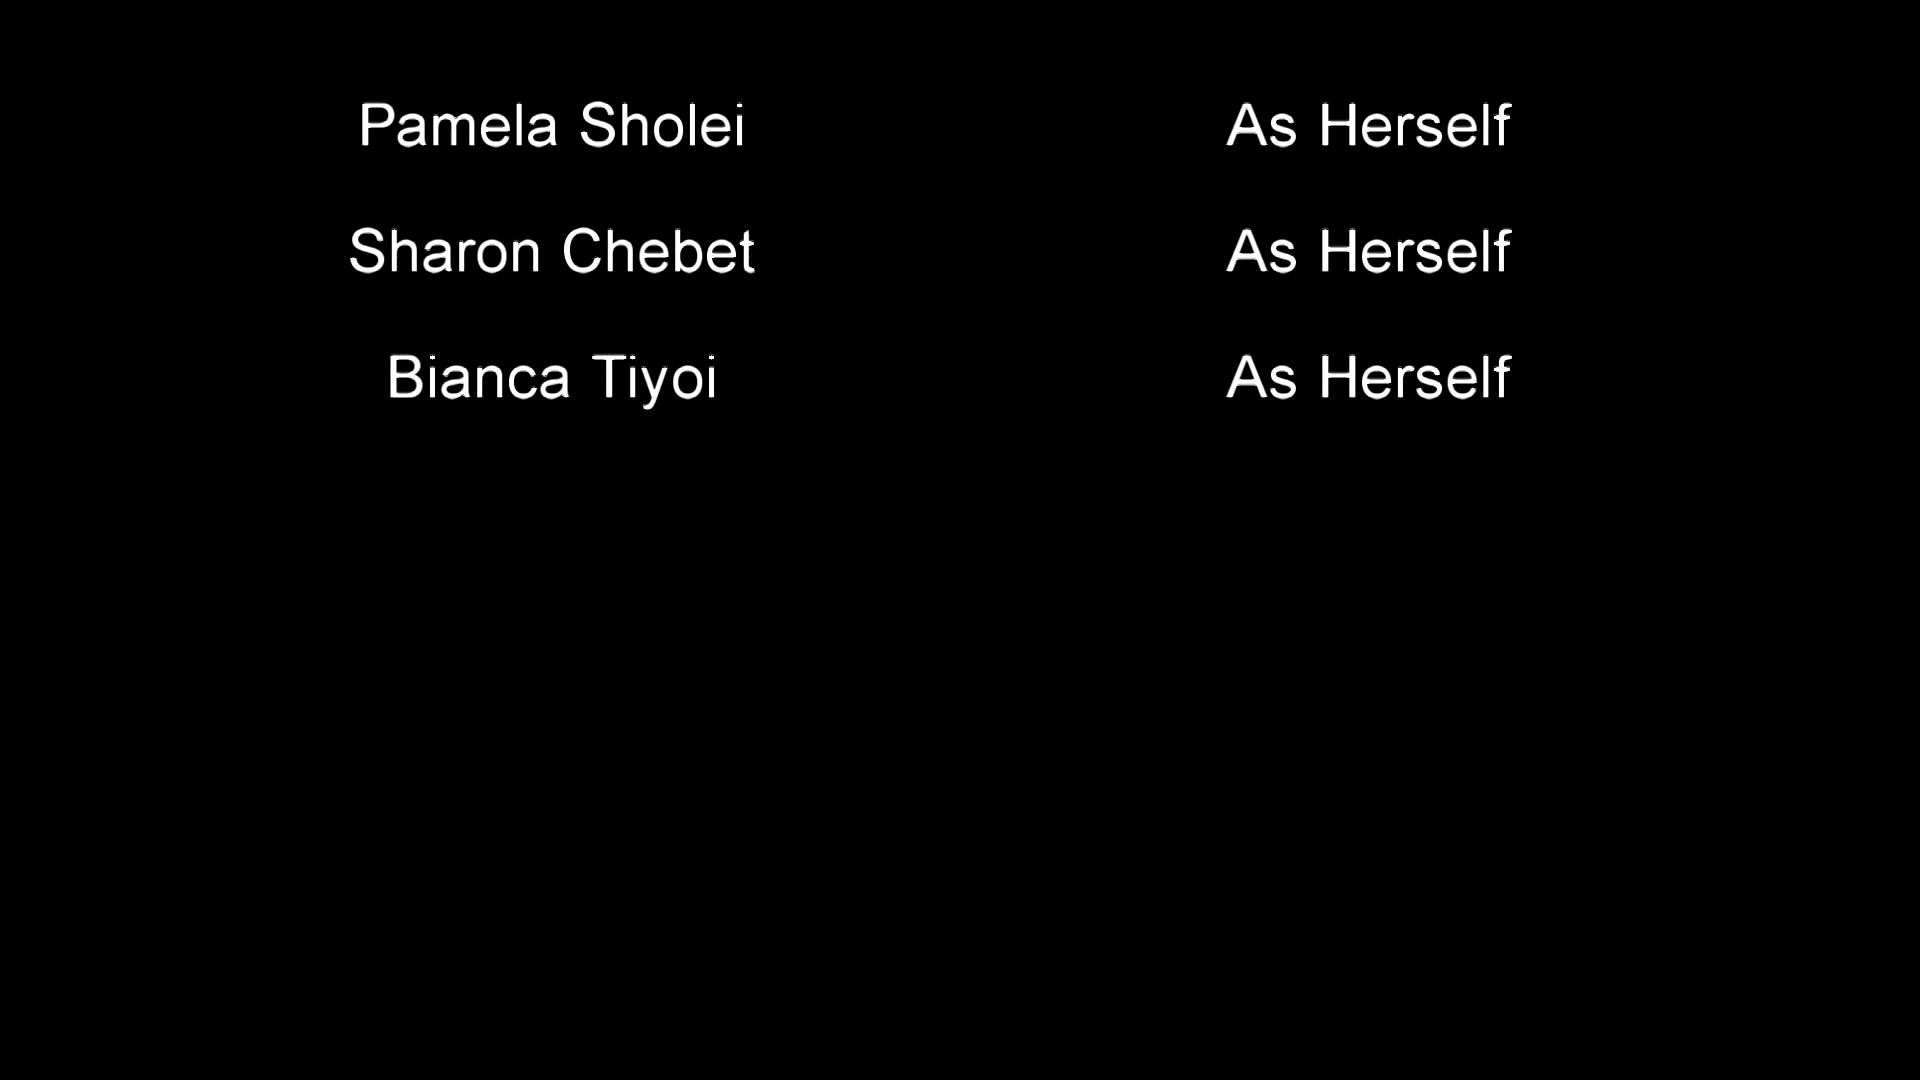 Pamela Sholei As Herself
Sharon Chebet As Herself
Bianca Tiyoi As Herself